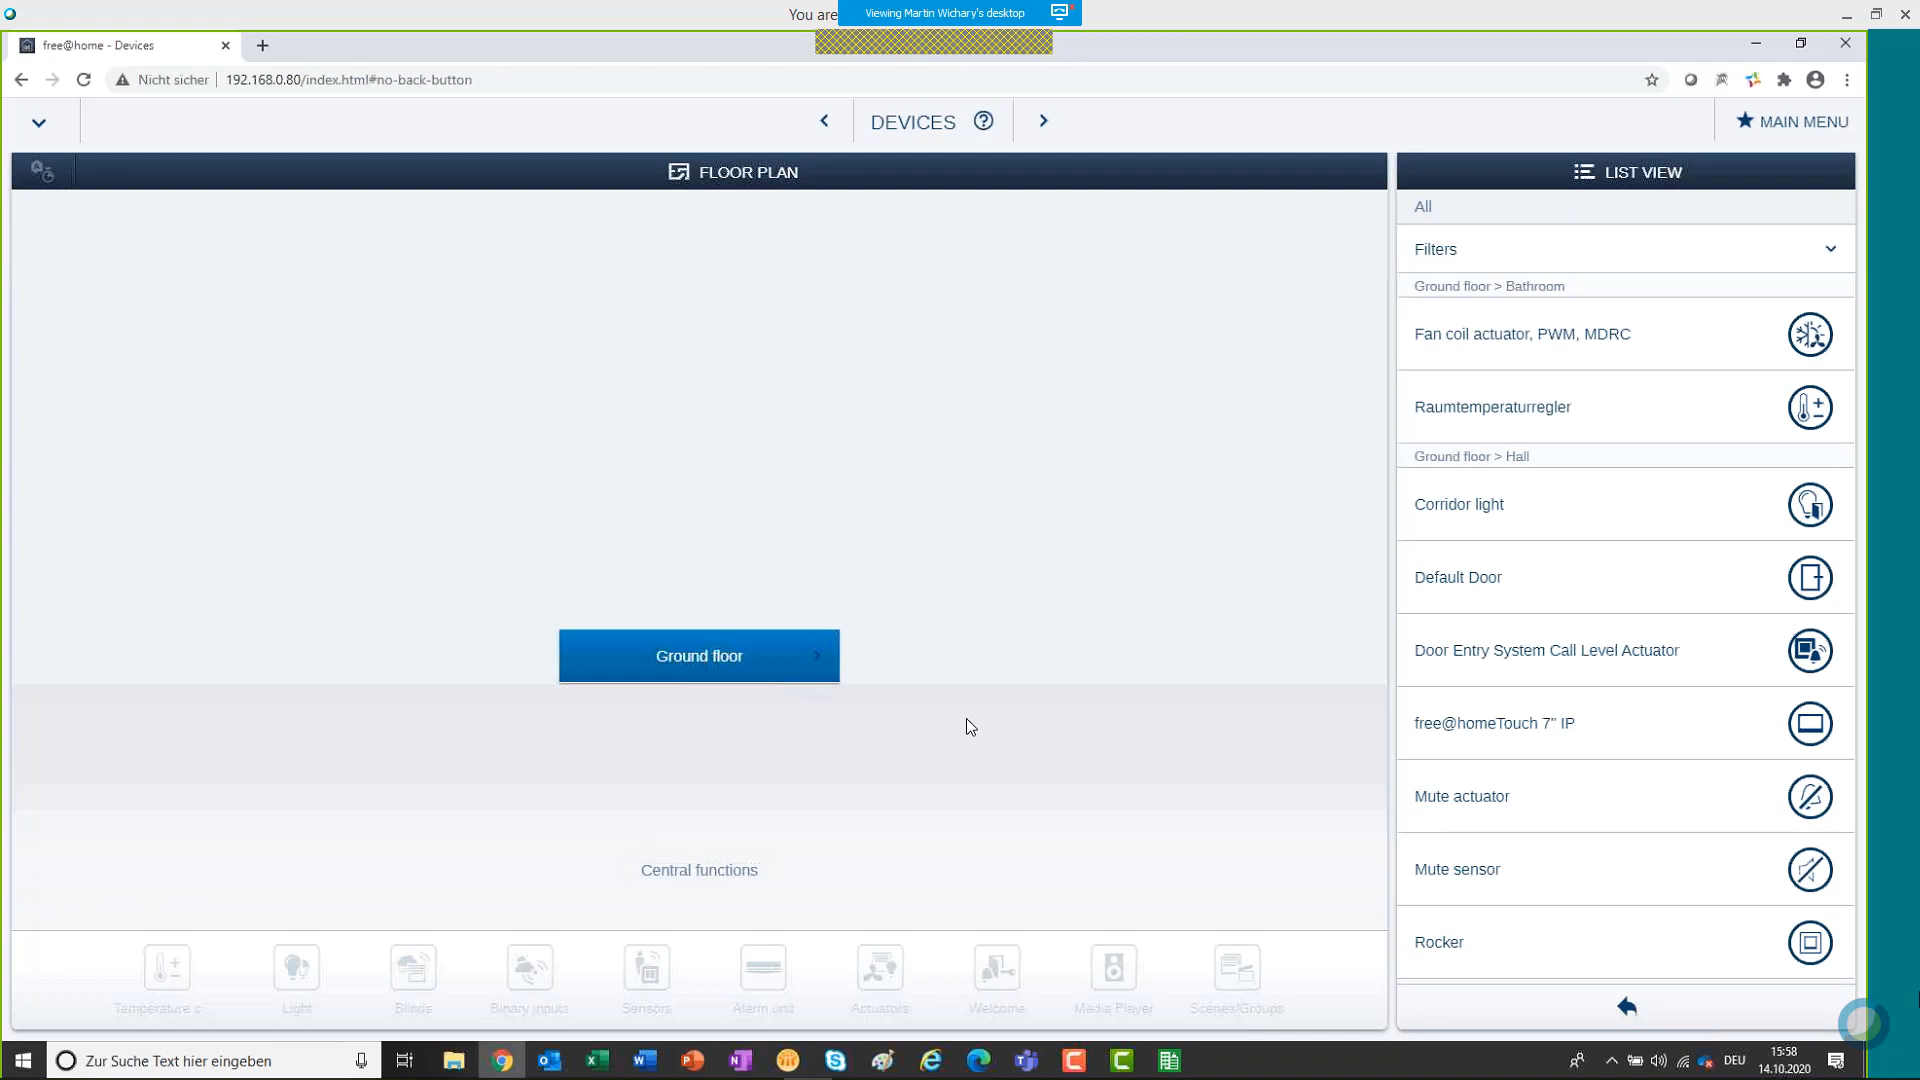 You are
Viewing Martin Wichary's desktop
free@home - Devices
Nicht sicher
192.168.0.80/index.html#no-back-button
DEVICES
MAIN MENU
FLOOR PLAN
LIST VIEW
All
Filters
Ground floor > Bathroom
Fan coil actuator, PWM, MDRC
Raumtemperaturregler
Ground floor > Hall
Corridor light
Default Door
Door Entry System Call Level Actuator
free@homeTouch 7" IP
Mute actuator
Mute sensor
Rocker
Ground floor
Central functions
Temperature c
Light
Blinds
Binary inputs
Sensors
Alarm unit
Actuators
Welcome
Media Player
Scenes/Groups
Zur Suche Text hier eingeben
DEU
15:58
14.10.2020